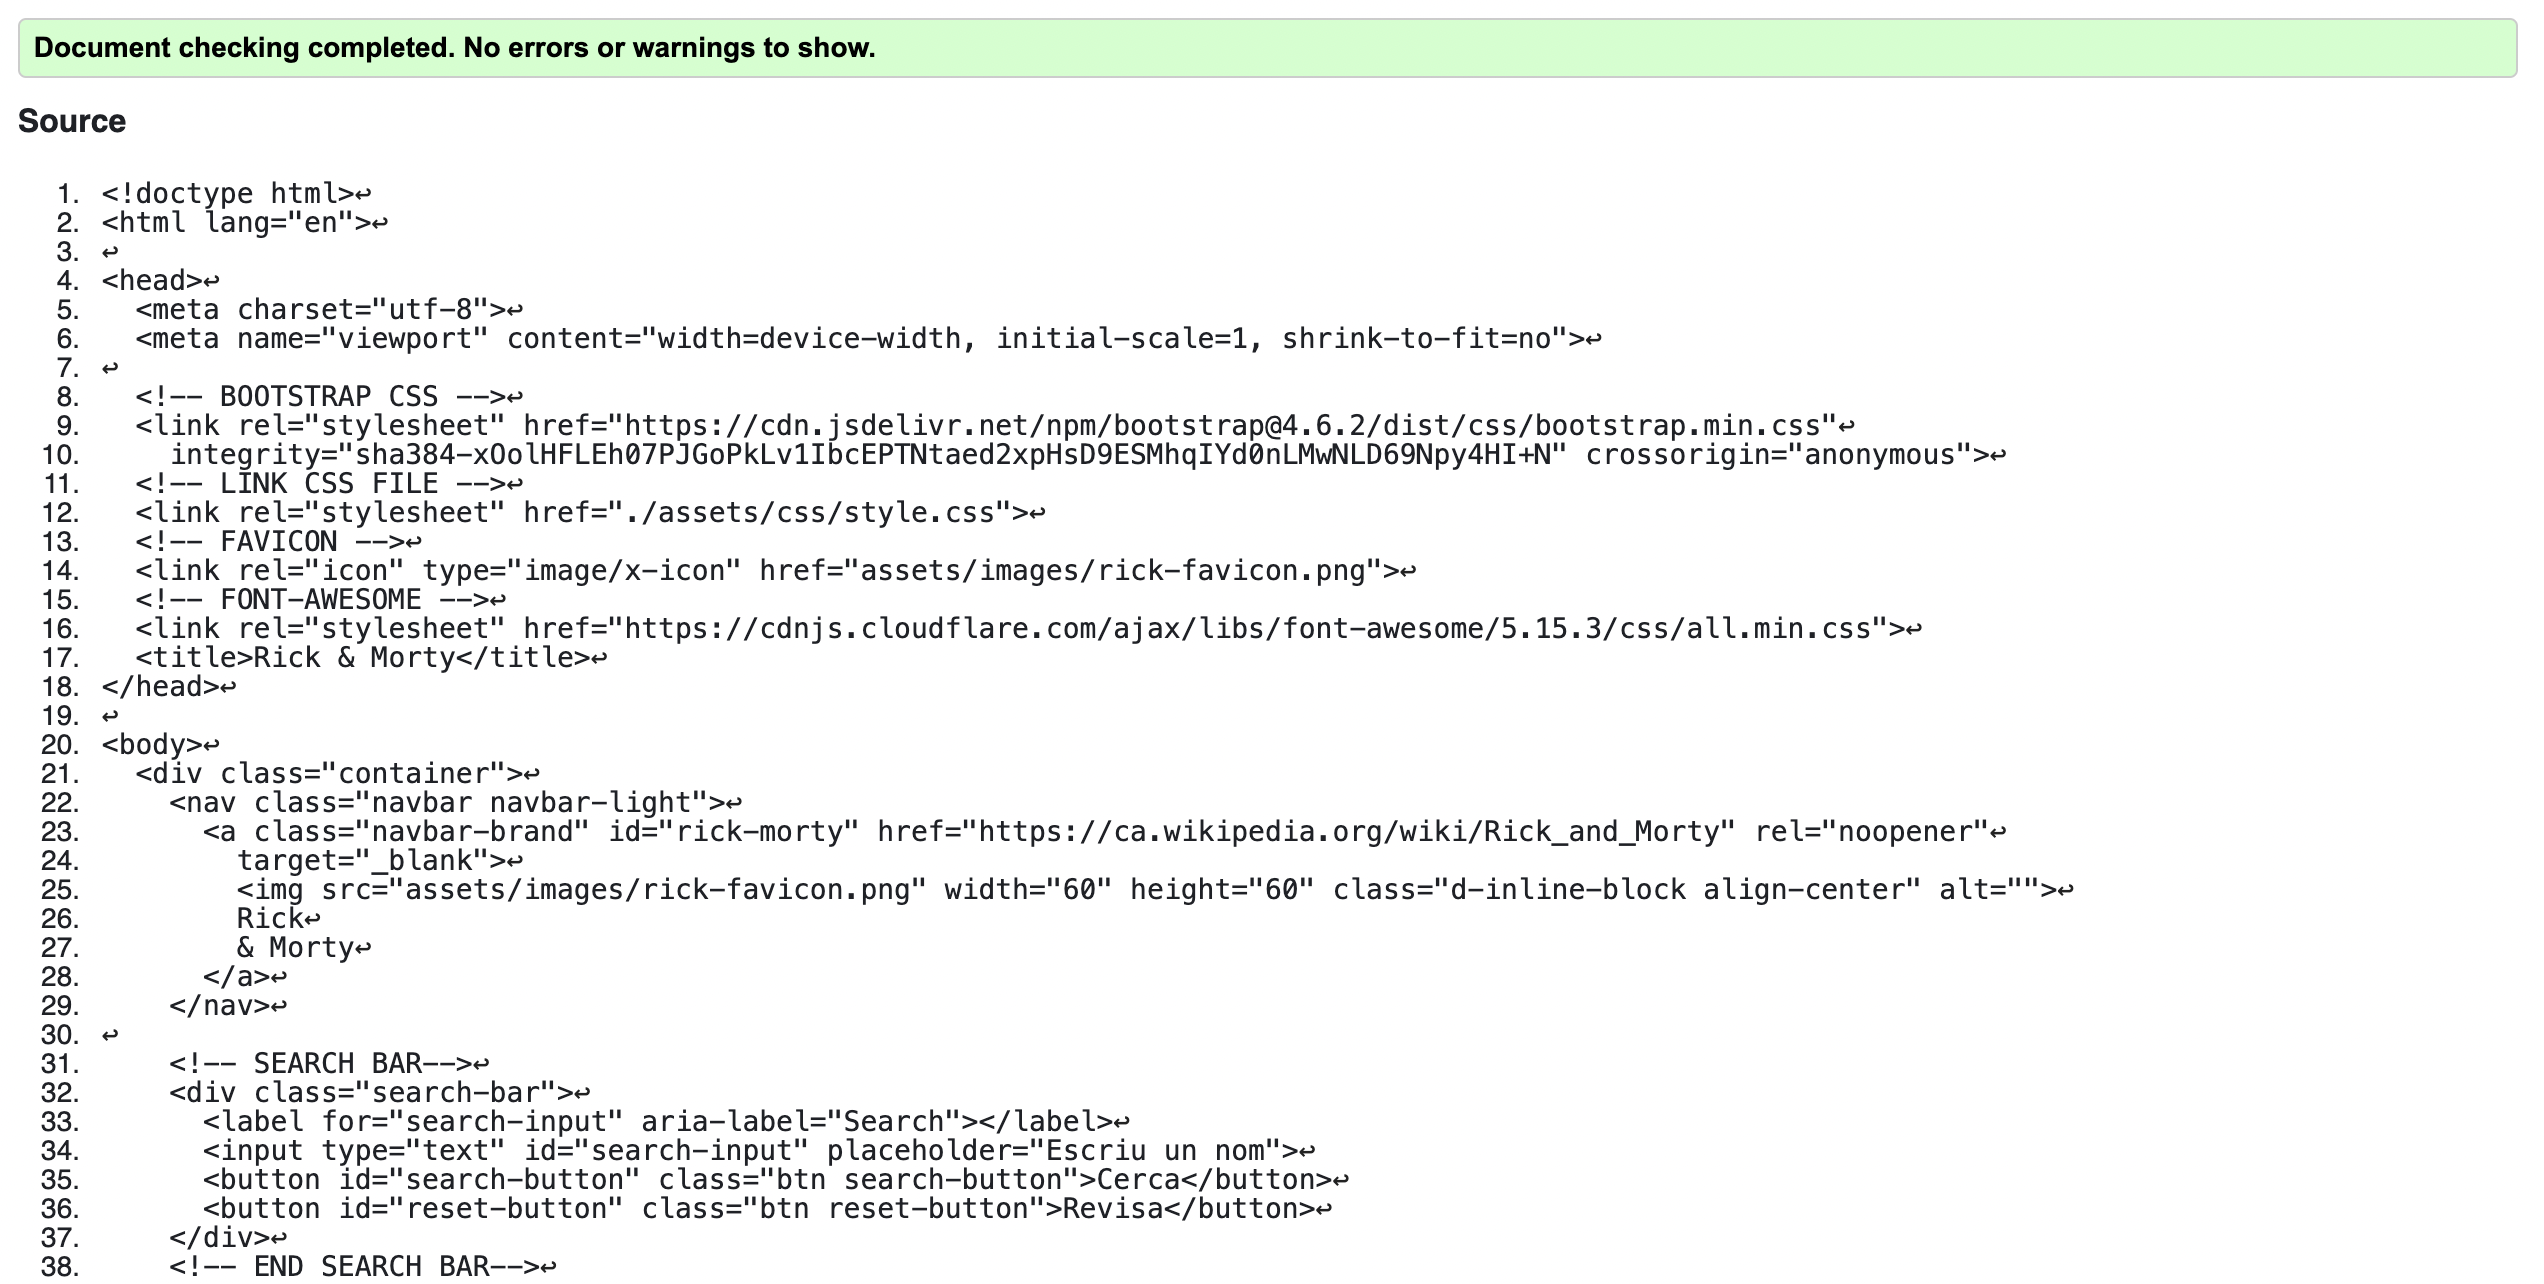 Document checking completed. No errors or warnings to show.
Source
1. <!doctype html>↩
2. <html lang="en">↩
3. ↩
4. <head>↩
5.   <meta charset="utf-8">↩
6.   <meta name="viewport" content="width=device-width, initial-scale=1, shrink-to-fit=no">↩
7. ↩
8.   <!-- BOOTSTRAP CSS -->↩
9.   <link rel="stylesheet" href="https://cdn.jsdelivr.net/npm/bootstrap@4.6.2/dist/css/bootstrap.min.css"↩
10.     integrity="sha384-xOolHFLEh07PJGoPkLv1IbcEPTNtaed2xpHsD9ESMhqIYd0nLMwNLD69Npy4HI+N" crossorigin="anonymous">↩
11.   <!-- LINK CSS FILE -->↩
12.   <link rel="stylesheet" href="./assets/css/style.css">↩
13.   <!-- FAVICON -->↩
14.   <link rel="icon" type="image/x-icon" href="assets/images/rick-favicon.png">↩
15.   <!-- FONT-AWESOME -->↩
16.   <link rel="stylesheet" href="https://cdnjs.cloudflare.com/ajax/libs/font-awesome/5.15.3/css/all.min.css">↩
17.   <title>Rick & Morty</title>↩
18. </head>↩
19. ↩
20. <body>↩
21.   <div class="container">↩
22.     <nav class="navbar navbar-light">↩
23.       <a class="navbar-brand" id="rick-morty" href="https://ca.wikipedia.org/wiki/Rick_and_Morty" rel="noopener"↩
24.         target="_blank">↩
25.         <img src="assets/images/rick-favicon.png" width="60" height="60" class="d-inline-block align-center" alt="">↩
26.         Rick↩
27.         & Morty↩
28.       </a>↩
29.     </nav>↩
30. ↩
31.     <!-- SEARCH BAR-->↩
32.     <div class="search-bar">↩
33.       <label for="search-input" aria-label="Search"></label>↩
34.       <input type="text" id="search-input" placeholder="Escriu un nom">↩
35.       <button id="search-button" class="btn search-button">Cerca</button>↩
36.       <button id="reset-button" class="btn reset-button">Revisa</button>↩
37.     </div>↩
38.     <!-- END SEARCH BAR-->↩